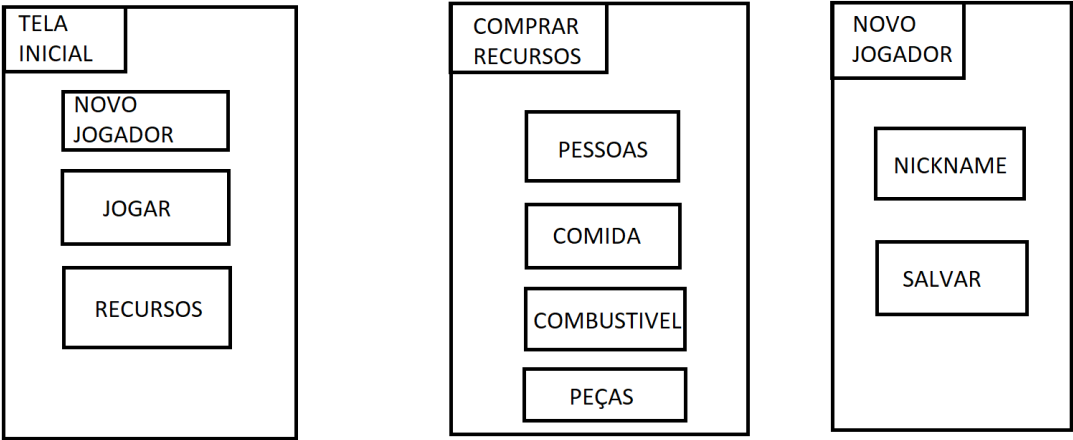 TELA
INICIAL
NOVO
JOGADOR
JOGAR
RECURSOS
COMPRAR
RECURSOS
PESSOAS
COMIDA
COMBUSTIVEL
PEÇAS
NOVO
JOGADOR
NICKNAME
SALVAR